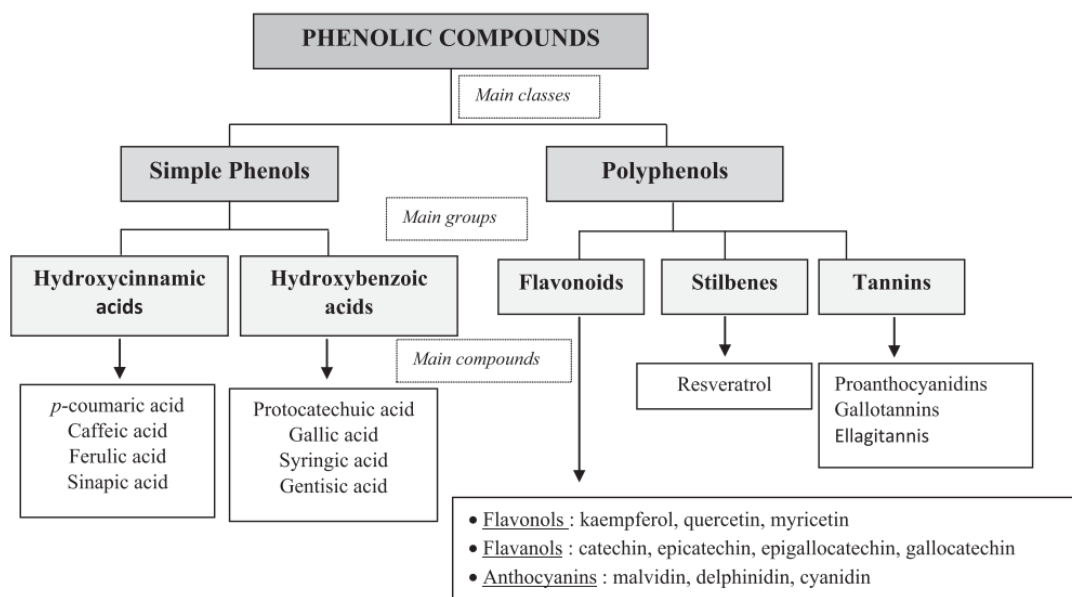 PHENOLIC COMPOUNDS
Main classes
Simple Phenols
Polyphenols
Main groups
Hydroxycinnamic
acids
Hydroxybenzoic
acids
Flavonoids
Stilbenes
Tannins
Main compounds
p-coumaric acid
Caffeic acid
Ferulic acid
Sinapic acid
Protocatechuic acid
Gallic acid
Syringic acid
Gentisic acid
Resveratrol
Proanthocyanidins
Gallotannins
Ellagitannis
• Flavonols : kaempferol, quercetin, myricetin
• Flavanols : catechin, epicatechin, epigallocatechin, gallocatechin
• Anthocyanins : malvidin, delphinidin, cyanidin